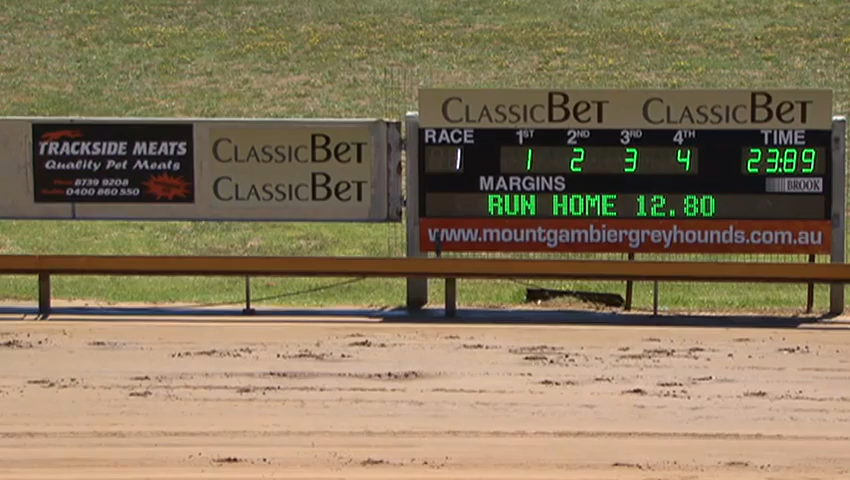 TRACKSIDE MEATS
Quality Pet Meats
8739 9208
0400 860 550
CLASSICBET
CLASSICBET
CLASSICBET CLASSICBET
RACE 1ST 2ND 3RD 4TH TIME
1 1 2 3 4 23:89
MARGINS BROOK
RUN HOME 12.80
www.mountgambiergreyhounds.com.au